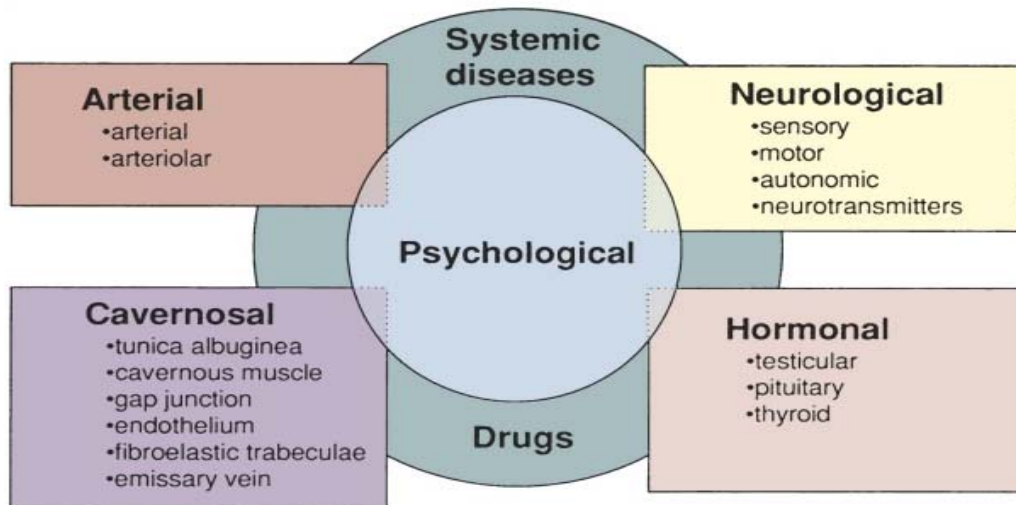 Systemic
diseases
Arterial
•arterial
•arteriolar
Neurological
•sensory
•motor
•autonomic
•neurotransmitters
Psychological
Cavernosal
•tunica albuginea
•cavernous muscle
•gap junction
•endothelium
•fibroelastic trabeculae
•emissary vein
Hormonal
•testicular
•pituitary
•thyroid
Drugs